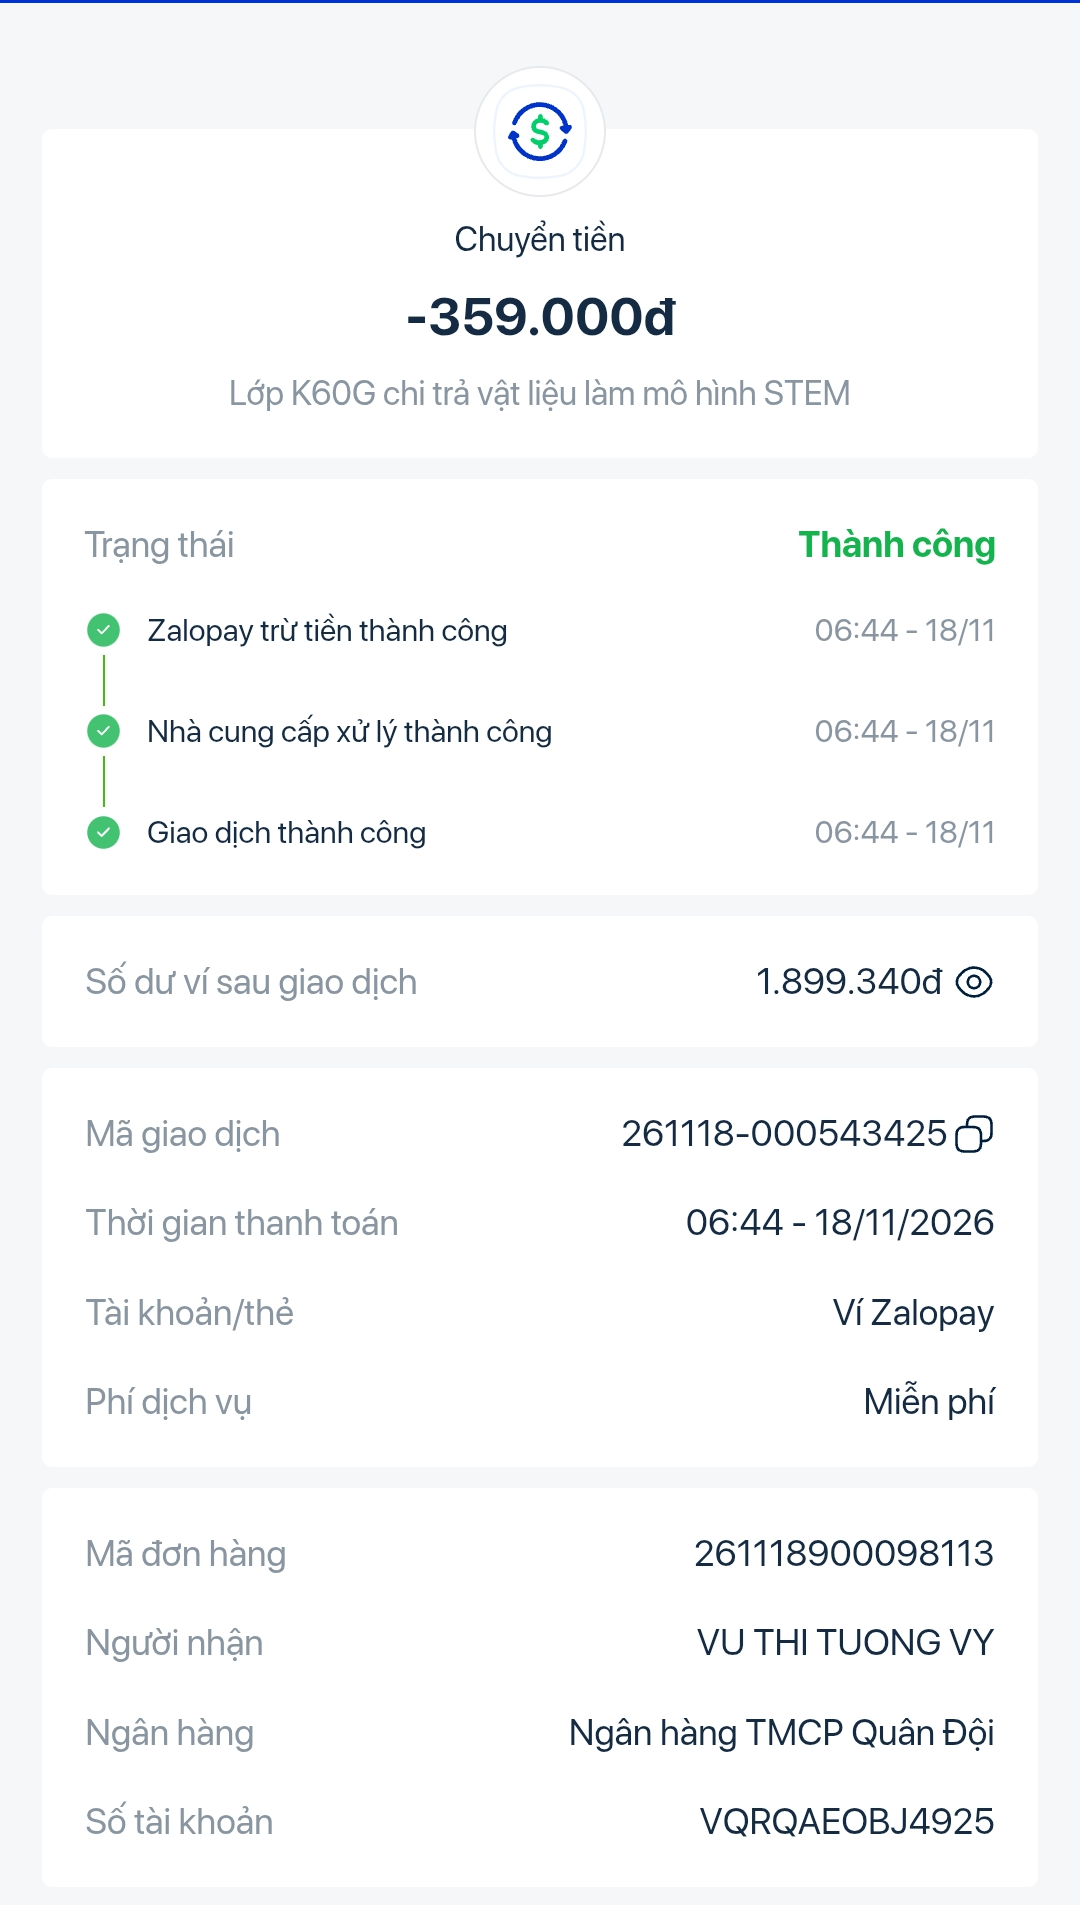 Chuyển tiền
-359.000đ
Lớp K60G chi trả vật liệu làm mô hình STEM
Trạng thái Thành công
Zalopay trừ tiền thành công 06:44 - 18/11
Nhà cung cấp xử lý thành công 06:44 - 18/11
Giao dịch thành công 06:44 - 18/11
Số dư ví sau giao dịch 1.899.340đ
Mã giao dịch 261118-000543425
Thời gian thanh toán 06:44 - 18/11/2026
Tài khoản/thẻ Ví Zalopay
Phí dịch vụ Miễn phí
Mã đơn hàng 261118900098113
Người nhận VU THI TUONG VY
Ngân hàng Ngân hàng TMCP Quân Đội
Số tài khoản VQRQAEOBJ4925